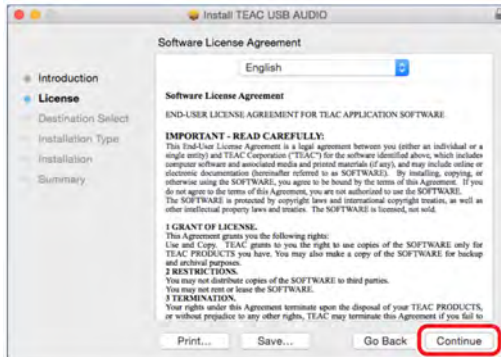 Install TEAC USB AUDIO
Software License Agreement
English
Introduction
License
Destination Select
Installation Type
Installation
Summary
Software License Agreement
END-USER LICENSE AGREEMENT FOR TEAC APPLICATION SOFTWARE
IMPORTANT - READ CAREFULLY:
This End-User License Agreement is a legal agreement between you (either an individual or a
single entity) and TEAC Corporation ("TEAC") for the software identified above, which includes
computer software and associated media and printed materials (if any), and may include online or
electronic documentation (hereinafter referred to as SOFTWARE). By installing, copying, or
otherwise using the SOFTWARE, you agree to be bound by the terms of this Agreement. If you
do not agree to the terms of this Agreement, you are not authorized to use the SOFTWARE.
The SOFTWARE is protected by copyright laws and international copyright treaties, as well as
other intellectual property laws and treaties. The SOFTWARE is licensed, not sold.
1 GRANT OF LICENSE.
This Agreement grants you the following rights:
Use and Copy. TEAC grants to you the right to use copies of the SOFTWARE only for
TEAC PRODUCTS you have. You may also make a copy of the SOFTWARE for backup
and archival purposes.
2 RESTRICTIONS.
You may not distribute copies of the SOFTWARE to third parties.
You may not rent or lease the SOFTWARE.
3 TERMINATION.
Your rights under this Agreement terminate upon the disposal of your TEAC PRODUCTS,
or without prejudice to any other rights, TEAC may terminate this Agreement if you fail to
Print...
Save...
Go Back
Continue